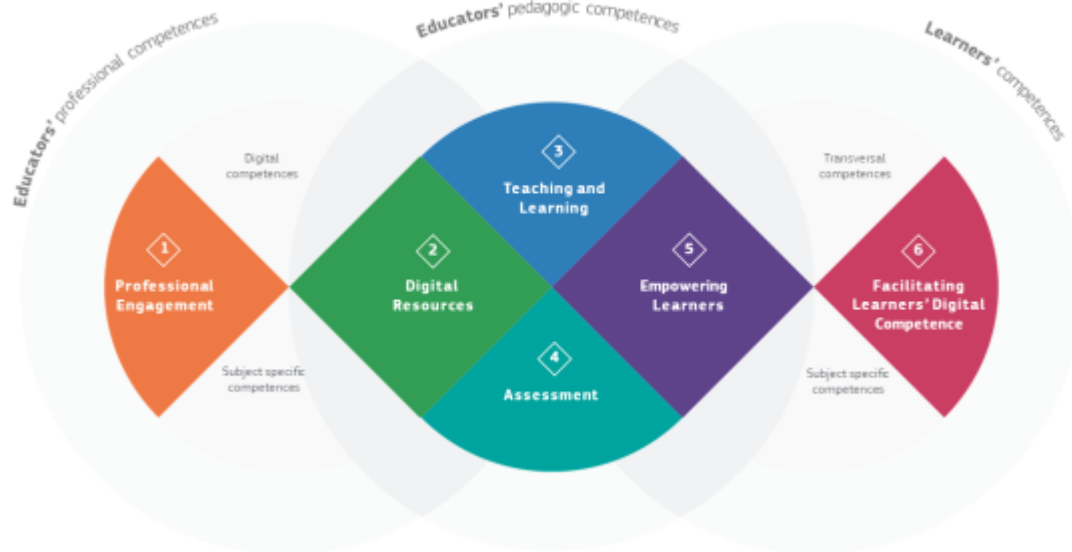 Educators' professional competences
Educators' pedagogic competences
Learners' competences
Digital
competences
Transversal
competences
1
Professional
Engagement
2
Digital
Resources
3
Teaching and
Learning
4
Assessment
5
Empowering
Learners
6
Facilitating
Learners' Digital
Competence
Subject specific
competences
Subject specific
competences